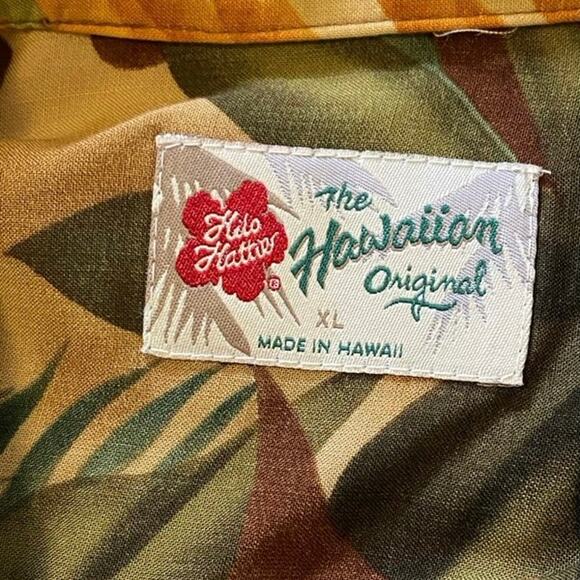 Hilo
Hattie
®
The
Hawaiian
Original
XL
MADE IN HAWAII